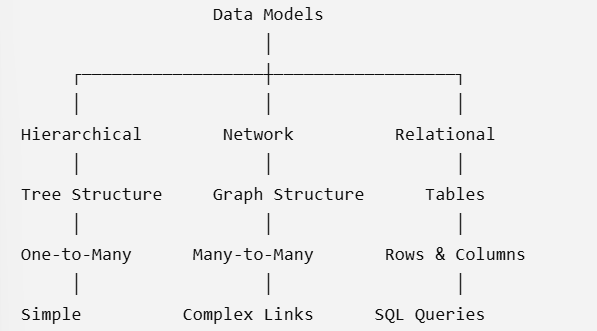 Data Models
Hierarchical Network Relational
Tree Structure Graph Structure Tables
One-to-Many Many-to-Many Rows & Columns
Simple Complex Links SQL Queries